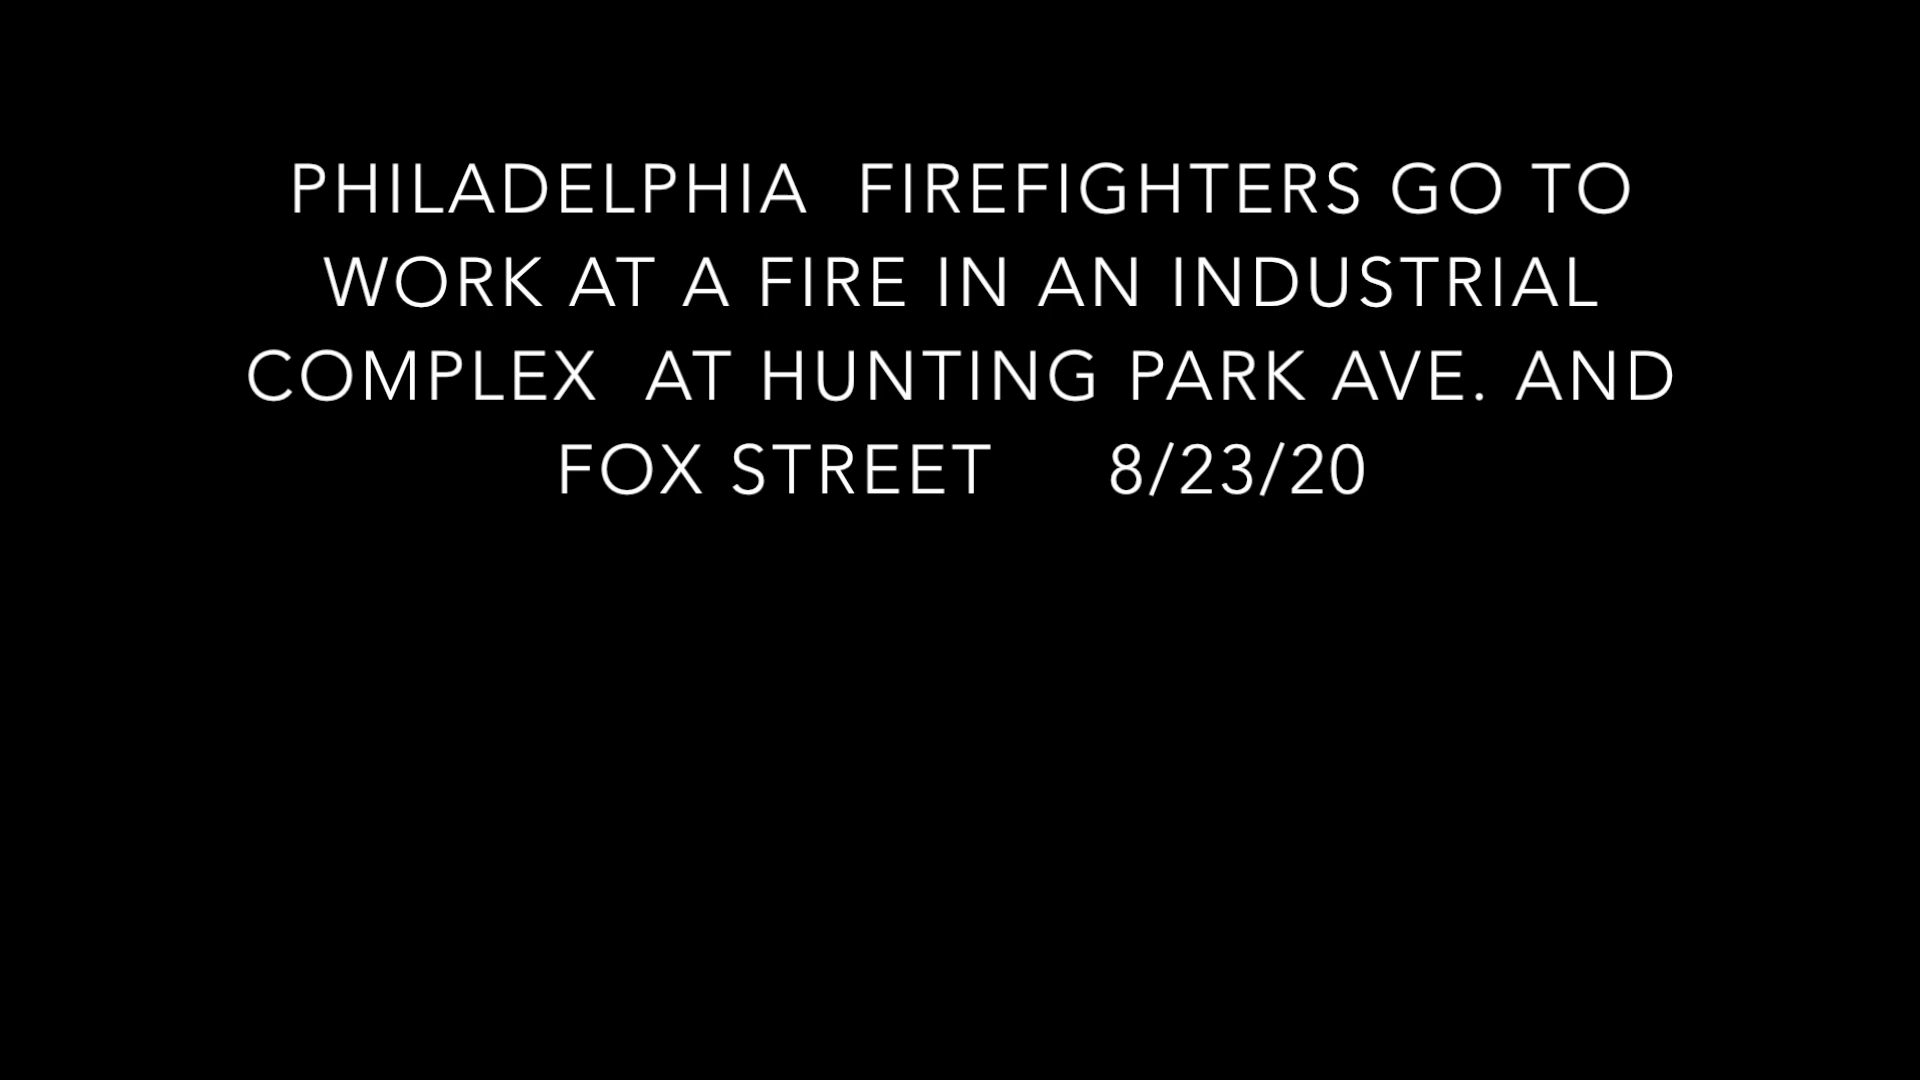 PHILADELPHIA  FIREFIGHTERS GO TO
WORK AT A FIRE IN AN INDUSTRIAL
COMPLEX  AT HUNTING PARK AVE. AND
FOX STREET     8/23/20